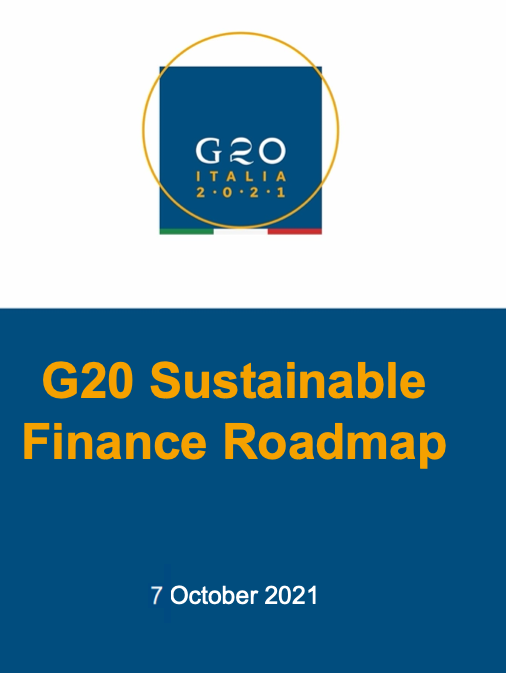 G20
ITALIA
2·0·2·1
G20 Sustainable
Finance Roadmap
7 October 2021